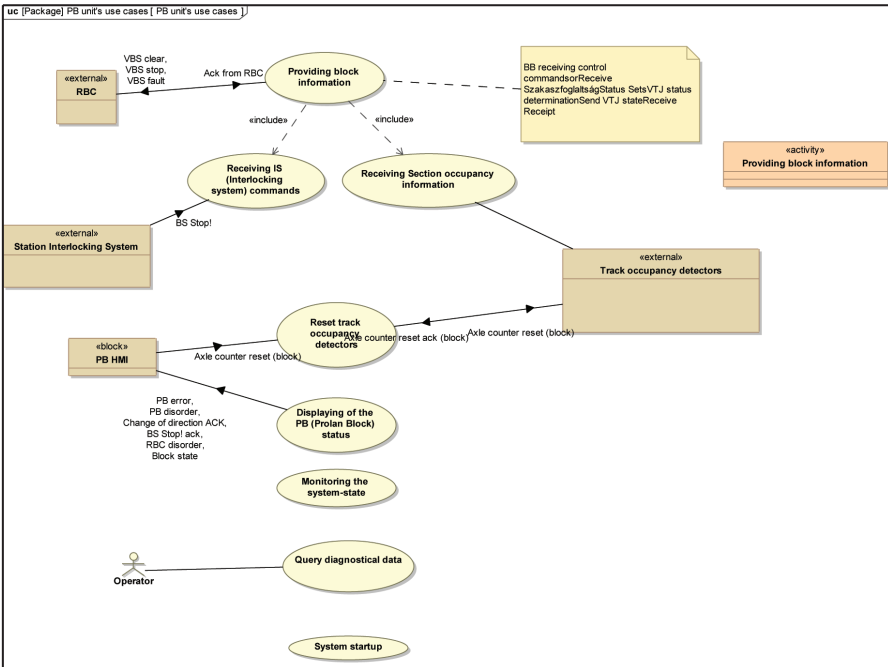 uc [Package] PB unit's use cases [ PB unit's use cases ]
VBS clear,
VBS stop,
VBS fault
«external»
RBC
Ack from RBC
Providing block
information
BB receiving control
commandsorReceive
SzakaszfoglaltságStatus SetsVTJ status
determinationSend VTJ stateReceive
Receipt
«include»
«include»
«activity»
Providing block information
Receiving IS
(Interlocking
system) commands
Receiving Section occupancy
information
BS Stop!
«external»
Station Interlocking System
«external»
Track occupancy detectors
Reset track
occupancy
detectors
Axle counter reset ack (block)
Axle counter reset (block)
«block»
PB HMI
Axle counter reset (block)
PB error,
PB disorder,
Change of direction ACK,
BS Stop! ack,
RBC disorder,
Block state
Displaying of the
PB (Prolan Block)
status
Monitoring the
system-state
Query diagnostical data
Operator
System startup